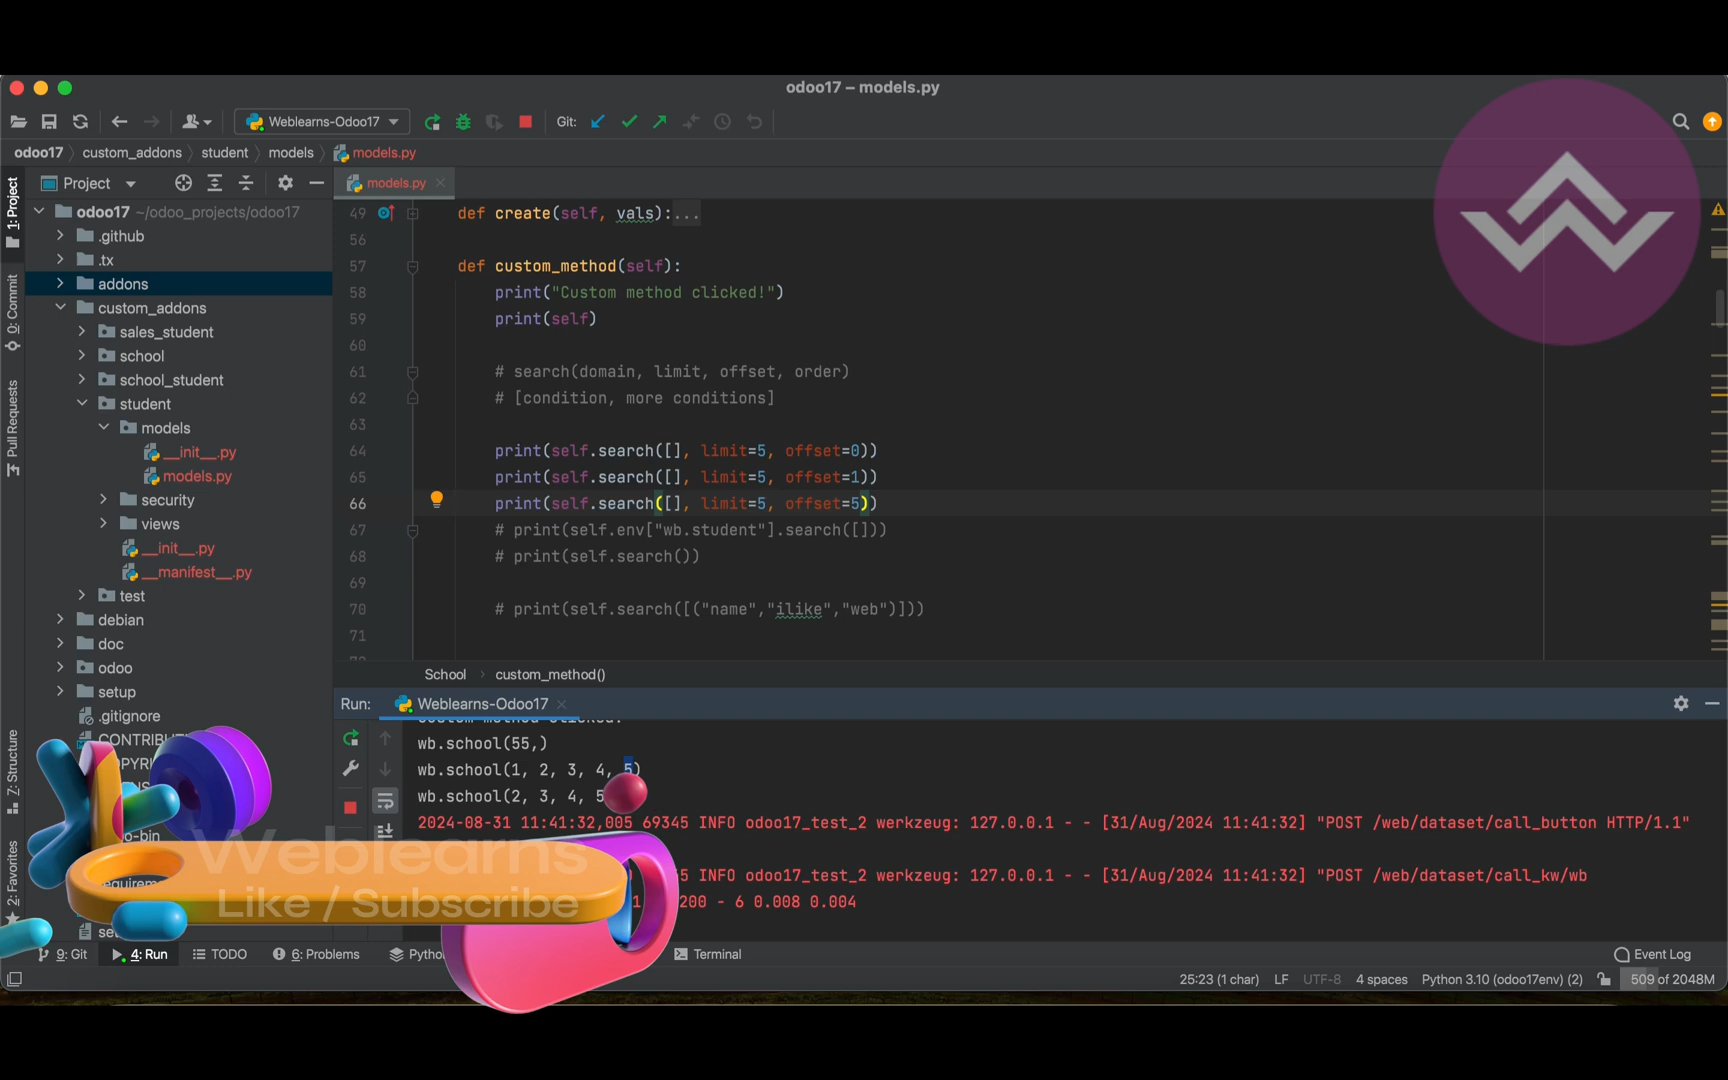 odoo17 – models.py
Weblearns-Odoo17
Git:
odoo17 custom_addons student models models.py
1: Project
0: Commit
Pull Requests
7: Structure
2: Favorites
Project
odoo17 ~/odoo_projects/odoo17
.github
.tx
addons
custom_addons
sales_student
school
school_student
student
models
__init__.py
models.py
security
views
__init__.py
__manifest__.py
test
debian
doc
odoo
setup
.gitignore
models.py
49 def create(self, vals):...
56
57 def custom_method(self):
58 print("Custom method clicked!")
59 print(self)
60
61 # search(domain, limit, offset, order)
62 # [condition, more conditions]
63
64 print(self.search([], limit=5, offset=0))
65 print(self.search([], limit=5, offset=1))
66 print(self.search([], limit=5, offset=5))
67 # print(self.env["wb.student"].search([]))
68 # print(self.search())
69
70 # print(self.search([("name","ilike","web")]))
71
School custom_method()
Run: Weblearns-Odoo17
wb.school(55,)
wb.school(1, 2, 3, 4, 5)
wb.school(2, 3, 4, 5
2024-08-31 11:41:32,005 69345 INFO odoo17_test_2 werkzeug: 127.0.0.1 - - [31/Aug/2024 11:41:32] "POST /web/dataset/call_button HTTP/1.1"
INFO odoo17_test_2 werkzeug: 127.0.0.1 - - [31/Aug/2024 11:41:32] "POST /web/dataset/call_kw/wb
200 - 6 0.008 0.004
Weblearns
Like / Subscribe
9: Git 4: Run TODO 6: Problems Terminal Event Log
25:23 (1 char) LF UTF-8 4 spaces Python 3.10 (odoo17env) (2) 509 of 2048M